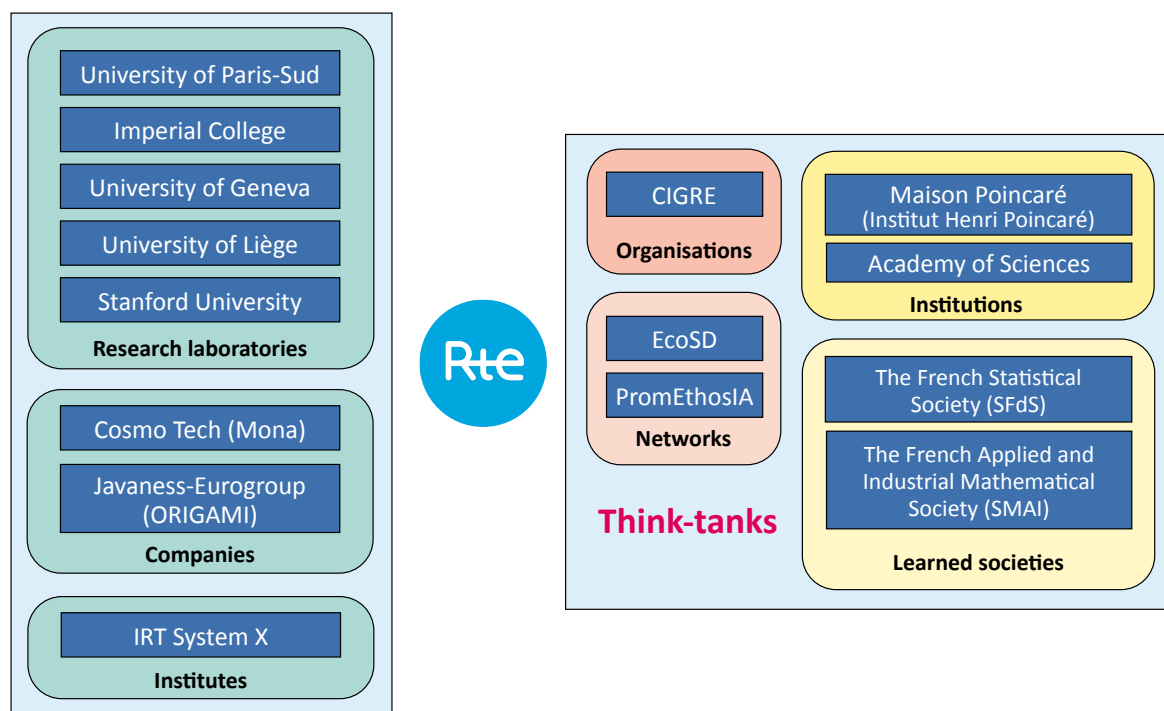 University of Paris-Sud
Imperial College
University of Geneva
University of Liège
Stanford University
Research laboratories
Cosmo Tech (Mona)
Javaness-Eurogroup
(ORIGAMI)
Companies
IRT System X
Institutes
Rte
CIGRE
Organisations
EcoSD
PromEthosIA
Networks
Think-tanks
Maison Poincaré
(Institut Henri Poincaré)
Academy of Sciences
Institutions
The French Statistical
Society (SFdS)
The French Applied and
Industrial Mathematical
Society (SMAI)
Learned societies